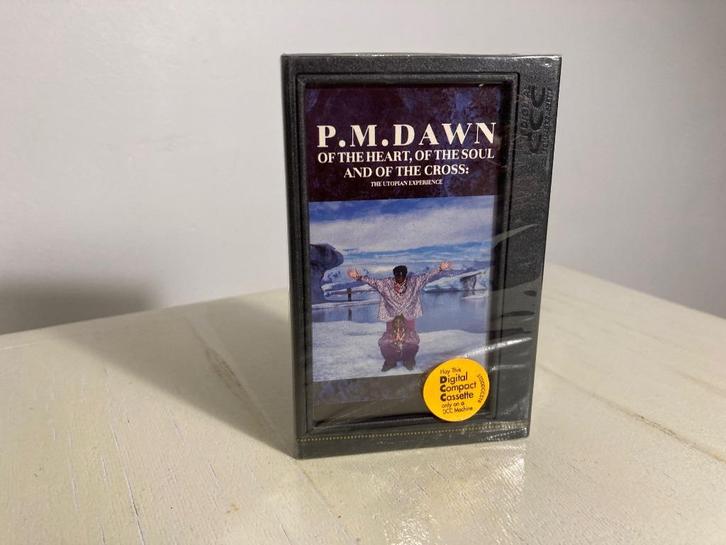 P.M.DAWN
OF THE HEART, OF THE SOUL
AND OF THE CROSS:
THE UTOPIAN EXPERIENCE
dcc
Play This
Digital
Compact
Cassette
only on a
DCC Machine